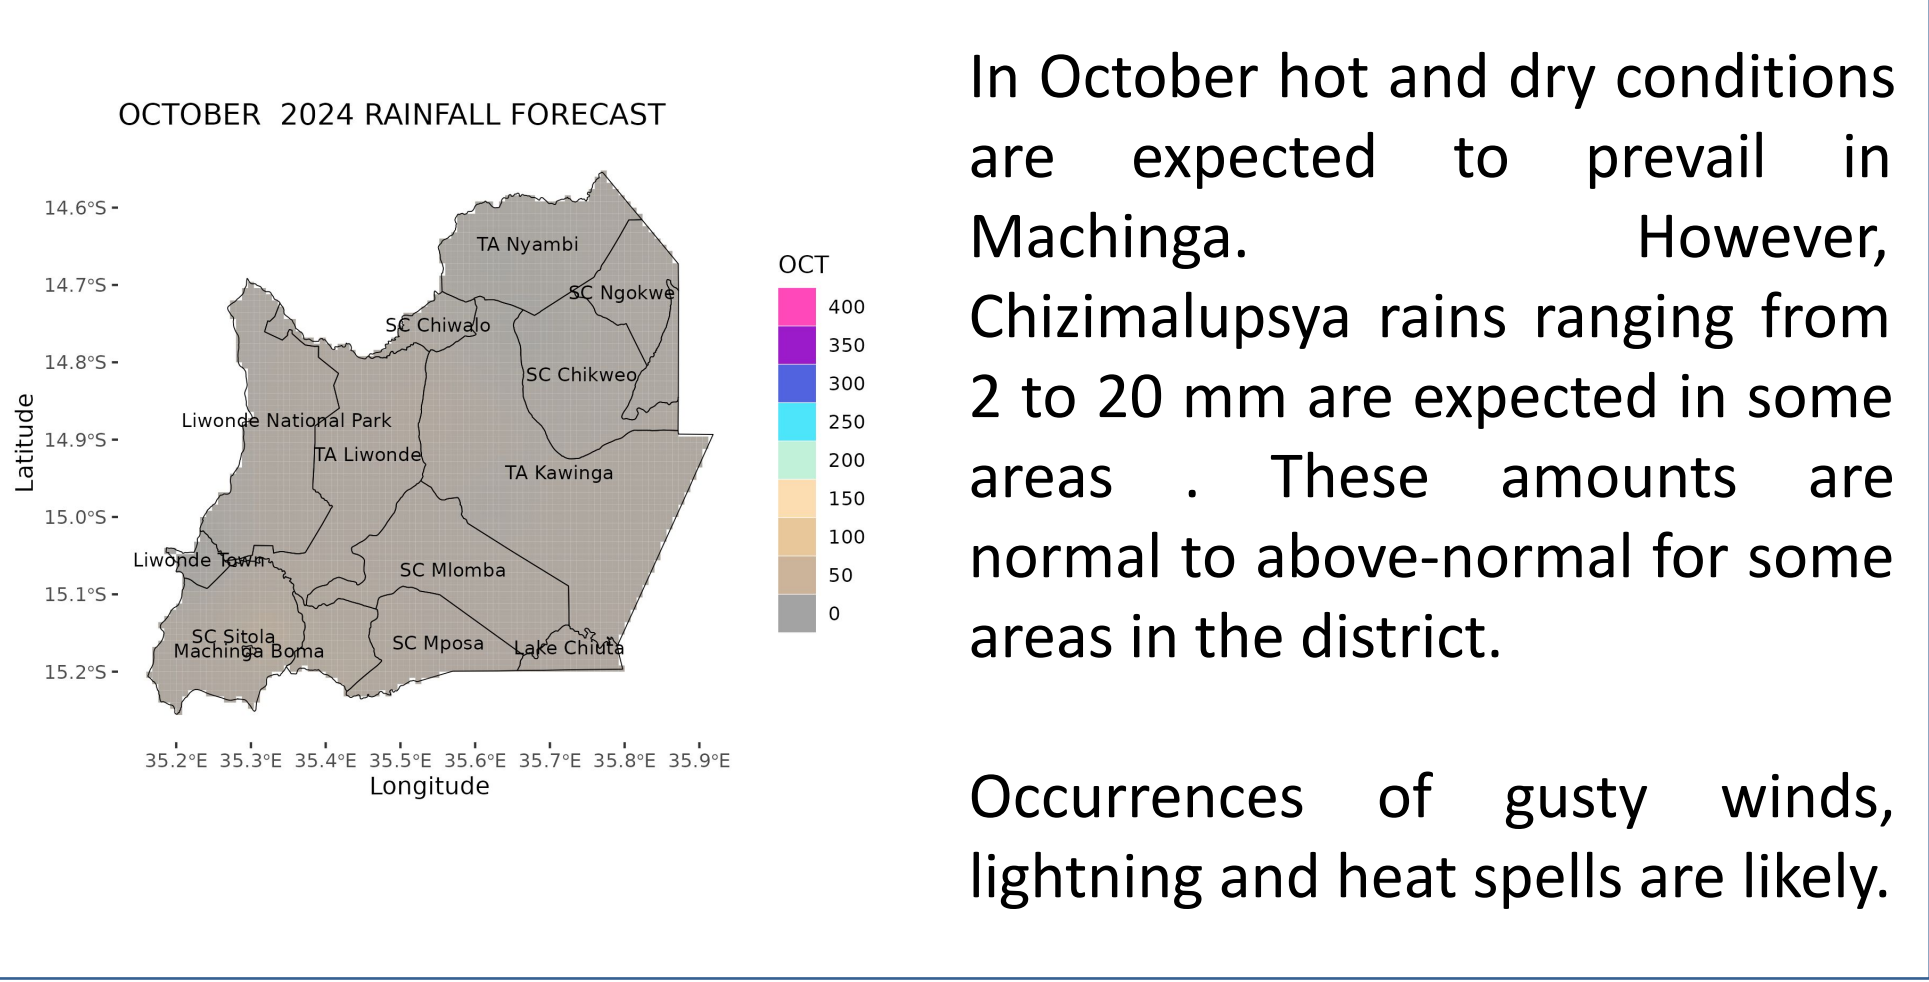 OCTOBER  2024 RAINFALL FORECAST
14.6°S
14.7°S
14.8°S
14.9°S
15.0°S
15.1°S
15.2°S
Latitude
TA Nyambi
SC Ngokwe
SC Chiwalo
SC Chikweo
Liwonde National Park
TA Liwonde
TA Kawinga
Liwonde Town
SC Mlomba
SC Sitola
Machinga Boma
SC Mposa
Lake Chiuta
35.2°E 35.3°E 35.4°E 35.5°E 35.6°E 35.7°E 35.8°E 35.9°E
Longitude
OCT
400
350
300
250
200
150
100
50
0
In October hot and dry conditions
are expected to prevail in
Machinga. However,
Chizimalupsya rains ranging from
2 to 20 mm are expected in some
areas . These amounts are
normal to above-normal for some
areas in the district.
Occurrences of gusty winds,
lightning and heat spells are likely.